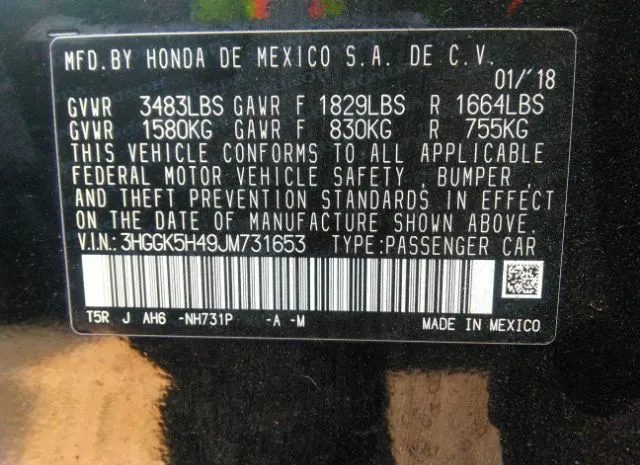 MFD.BY HONDA DE MEXICO S.A. DE C.V.
01/'18
GVWR 3483LBS GAWR F 1829LBS R 1664LBS
GVWR 1580KG GAWR F 830KG R 755KG
THIS VEHICLE CONFORMS TO ALL APPLICABLE
FEDERAL MOTOR VEHICLE SAFETY , BUMPER ,
AND THEFT PREVENTION STANDARDS IN EFFECT
ON THE DATE OF MANUFACTURE SHOWN ABOVE.
V.I.N.:3HGGK5H49JM731653 TYPE:PASSENGER CAR
T5R J AH6 -NH731P -A -M MADE IN MEXICO